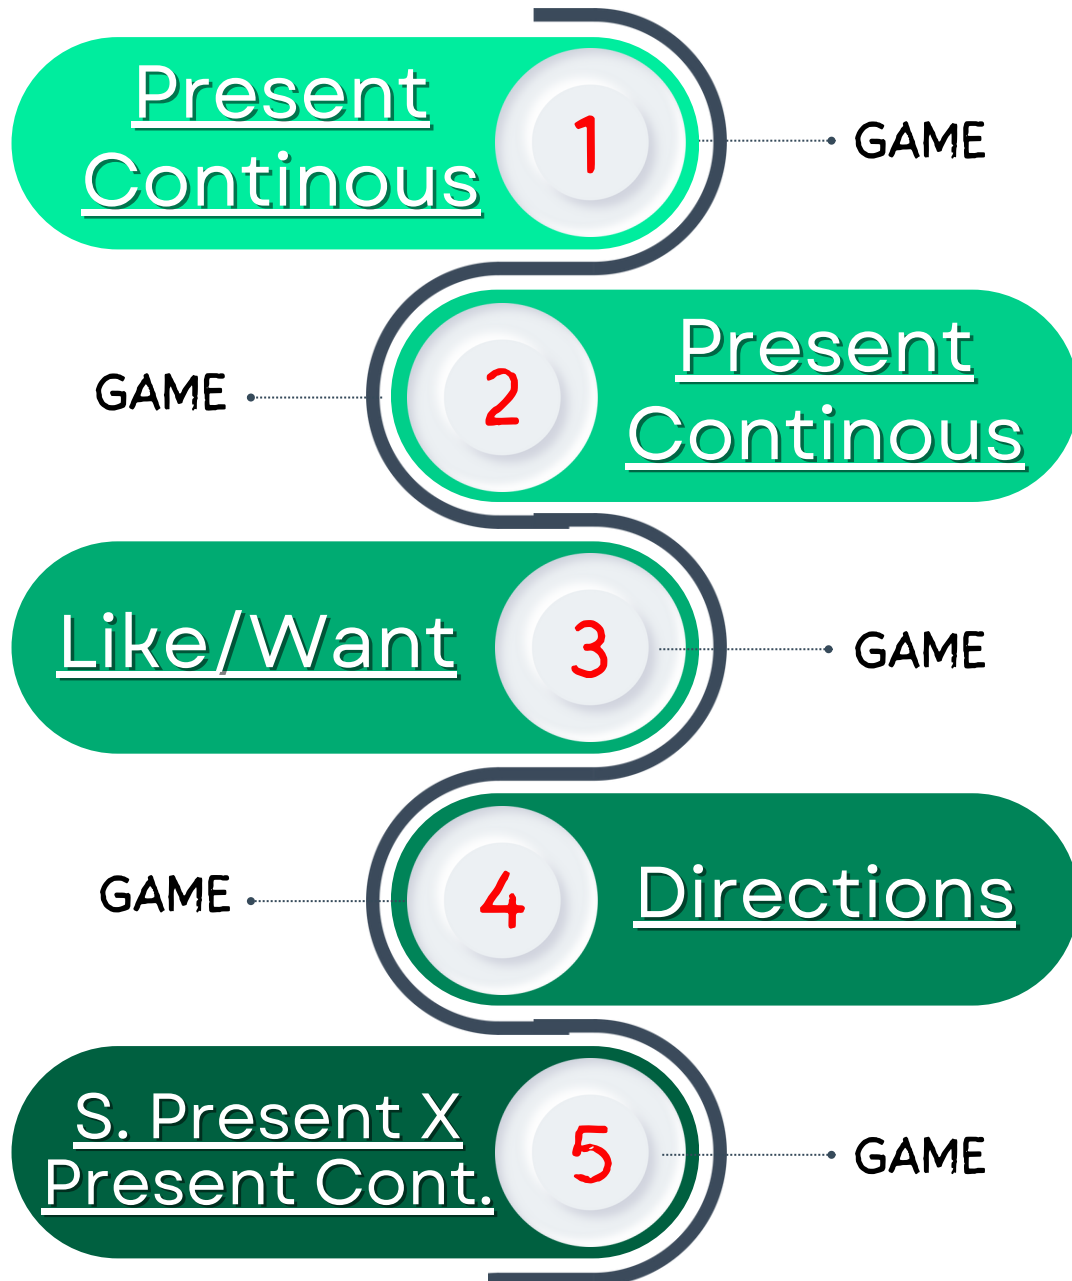 Present
Continous
1
GAME
GAME
2
Present
Continous
Like/Want
3
GAME
GAME
4
Directions
S. Present X
Present Cont.
5
GAME